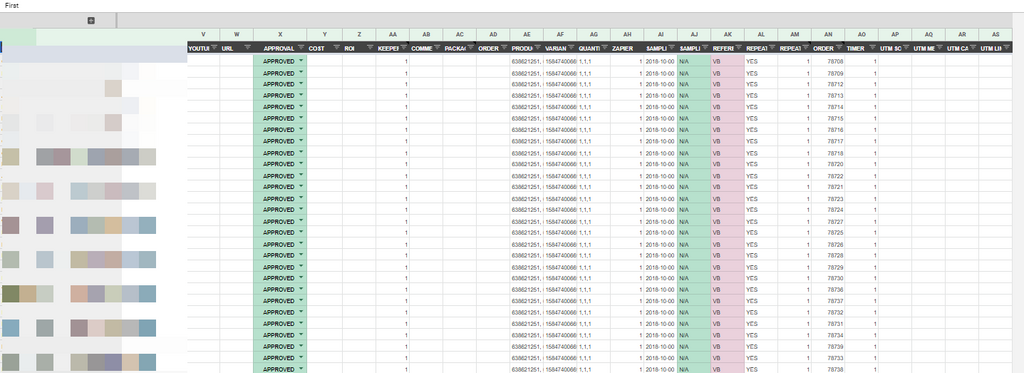 First
V W X Y Z AA AB AC AD AE AF AG AH AI AJ AK AL AM AN AO AP AQ AR AS
YOUTU URL APPROVAL COST ROI KEEPER COMME PACKA ORDER PRODU VARIAN QUANTI ZAPIER SAMPLI SAMPLI REFERI REPEAT REPEAT ORDER TIMER UTM SC UTM ME UTM CA UTM LI
APPROVED 1 638621251, 1584740066 1,1,1 1 2018-10-00 N/A VB YES 1 78708 1
APPROVED 1 638621251, 1584740066 1,1,1 1 2018-10-00 N/A VB YES 1 78709 1
APPROVED 1 638621251, 1584740066 1,1,1 1 2018-10-00 N/A VB YES 1 78712 1
APPROVED 1 638621251, 1584740066 1,1,1 1 2018-10-00 N/A VB YES 1 78713 1
APPROVED 1 638621251, 1584740066 1,1,1 1 2018-10-00 N/A VB YES 1 78714 1
APPROVED 1 638621251, 1584740066 1,1,1 1 2018-10-00 N/A VB YES 1 78715 1
APPROVED 1 638621251, 1584740066 1,1,1 1 2018-10-00 N/A VB YES 1 78716 1
APPROVED 1 638621251, 1584740066 1,1,1 1 2018-10-00 N/A VB YES 1 78717 1
APPROVED 1 638621251, 1584740066 1,1,1 1 2018-10-00 N/A VB YES 1 78718 1
APPROVED 1 638621251, 1584740066 1,1,1 1 2018-10-00 N/A VB YES 1 78720 1
APPROVED 1 638621251, 1584740066 1,1,1 1 2018-10-00 N/A VB YES 1 78722 1
APPROVED 1 638621251, 1584740066 1,1,1 1 2018-10-00 N/A VB YES 1 78721 1
APPROVED 1 638621251, 1584740066 1,1,1 1 2018-10-00 N/A VB YES 1 78723 1
APPROVED 1 638621251, 1584740066 1,1,1 1 2018-10-00 N/A VB YES 1 78724 1
APPROVED 1 638621251, 1584740066 1,1,1 1 2018-10-00 N/A VB YES 1 78727 1
APPROVED 1 638621251, 1584740066 1,1,1 1 2018-10-00 N/A VB YES 1 78725 1
APPROVED 1 638621251, 1584740066 1,1,1 1 2018-10-00 N/A VB YES 1 78726 1
APPROVED 1 638621251, 1584740066 1,1,1 1 2018-10-00 N/A VB YES 1 78728 1
APPROVED 1 638621251, 1584740066 1,1,1 1 2018-10-00 N/A VB YES 1 78729 1
APPROVED 1 638621251, 1584740066 1,1,1 1 2018-10-00 N/A VB YES 1 78730 1
APPROVED 1 638621251, 1584740066 1,1,1 1 2018-10-00 N/A VB YES 1 78736 1
APPROVED 1 638621251, 1584740066 1,1,1 1 2018-10-00 N/A VB YES 1 78737 1
APPROVED 1 638621251, 1584740066 1,1,1 1 2018-10-00 N/A VB YES 1 78732 1
APPROVED 1 638621251, 1584740066 1,1,1 1 2018-10-00 N/A VB YES 1 78731 1
APPROVED 1 638621251, 1584740066 1,1,1 1 2018-10-00 N/A VB YES 1 78734 1
APPROVED 1 638621251, 1584740066 1,1,1 1 2018-10-00 N/A VB YES 1 78739 1
APPROVED 1 638621251, 1584740066 1,1,1 1 2018-10-00 N/A VB YES 1 78733 1
APPROVED 1 638621251, 1584740066 1,1,1 1 2018-10-00 N/A VB YES 1 78738 1